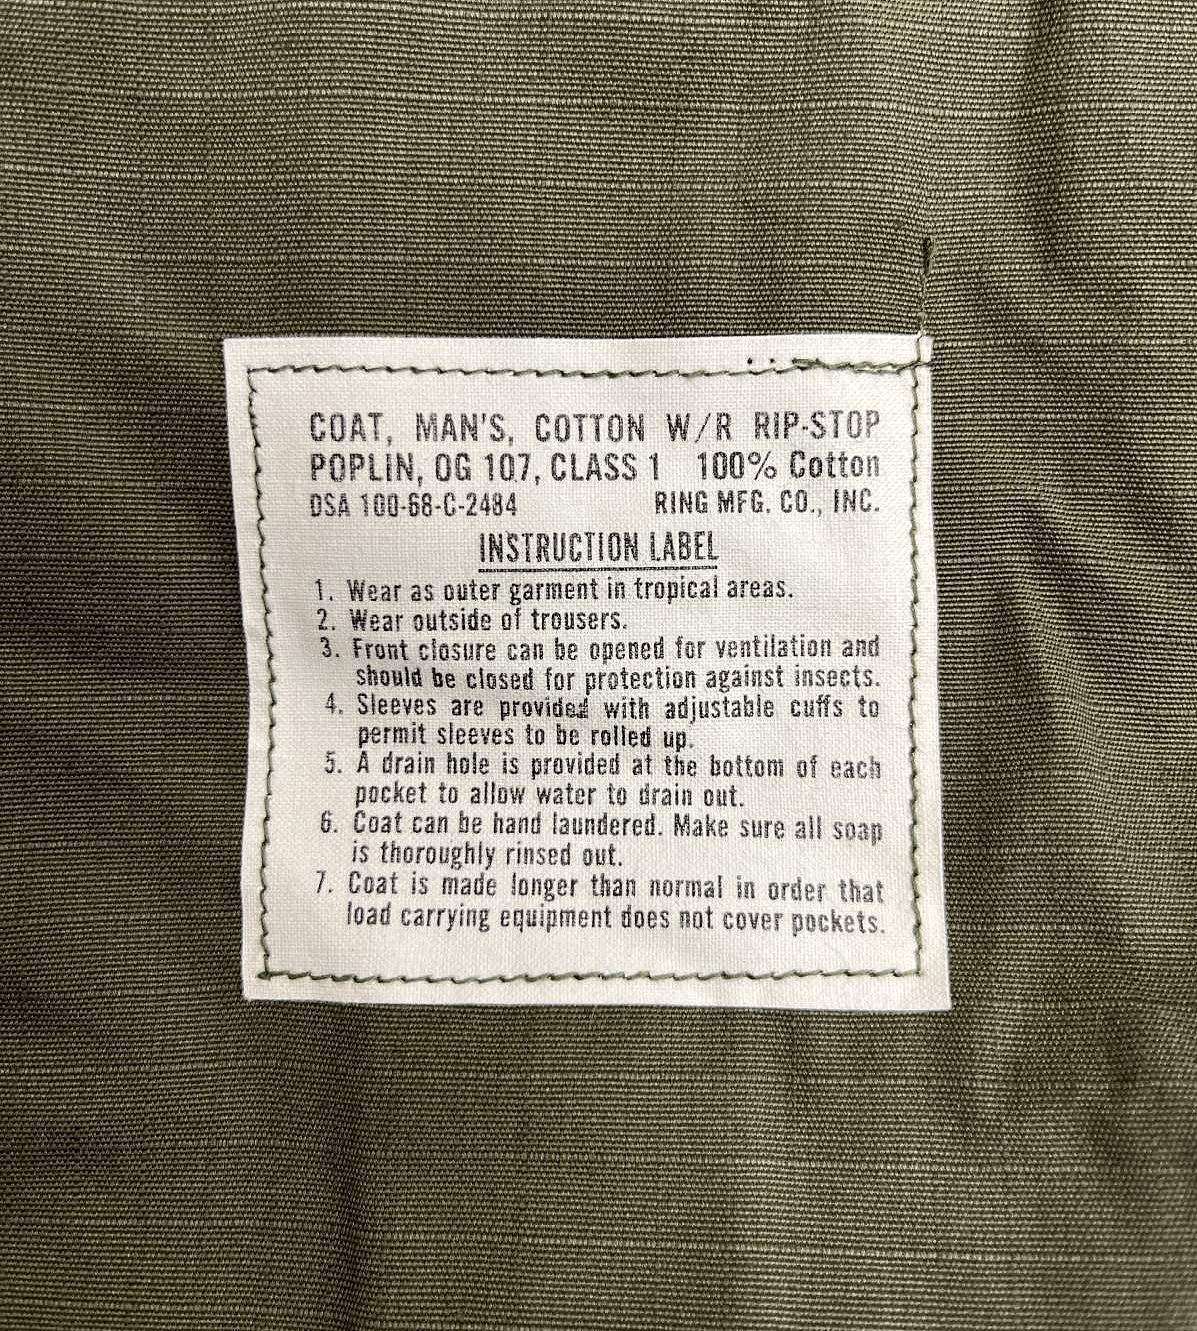 COAT, MAN'S, COTTON W/R RIP-STOP
POPLIN, OG 107, CLASS 1 100% Cotton
DSA 100-68-C-2484 RING MFG. CO., INC.
INSTRUCTION LABEL
1. Wear as outer garment in tropical areas.
2. Wear outside of trousers.
3. Front closure can be opened for ventilation and
should be closed for protection against insects.
4. Sleeves are provided with adjustable cuffs to
permit sleeves to be rolled up.
5. A drain hole is provided at the bottom of each
pocket to allow water to drain out.
6. Coat can be hand laundered. Make sure all soap
is thoroughly rinsed out.
7. Coat is made longer than normal in order that
load carrying equipment does not cover pockets.